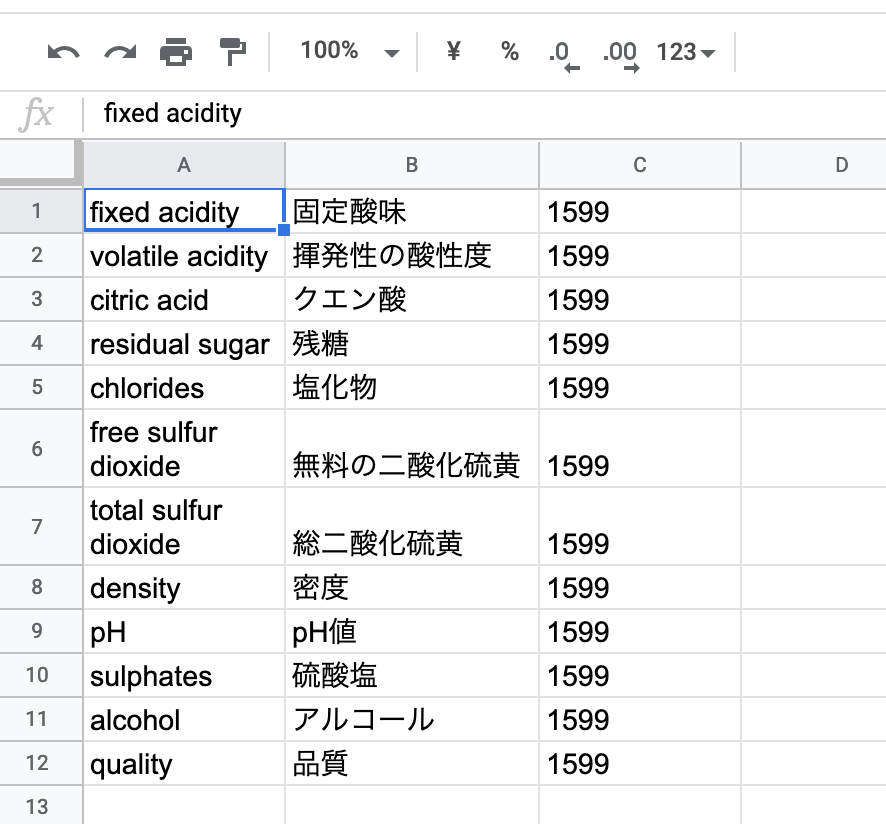 100% ¥ % .0 .00 123
fx fixed acidity
A B C D
1 fixed acidity 固定酸味 1599
2 volatile acidity 揮発性の酸性度 1599
3 citric acid クエン酸 1599
4 residual sugar 残糖 1599
5 chlorides 塩化物 1599
6 free sulfur
dioxide 無料の二酸化硫黄 1599
7 total sulfur
dioxide 総二酸化硫黄 1599
8 density 密度 1599
9 pH pH値 1599
10 sulphates 硫酸塩 1599
11 alcohol アルコール 1599
12 quality 品質 1599
13